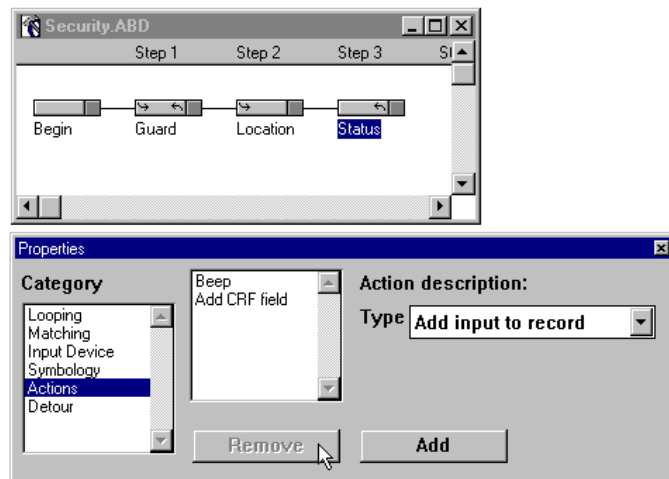 Security.ABD
Step 1 Step 2 Step 3 St
Begin Guard Location Status
Properties
Category
Looping
Matching
Input Device
Symbology
Actions
Detour
Beep
Add CRF field
Action description:
Type Add input to record
Remove Add